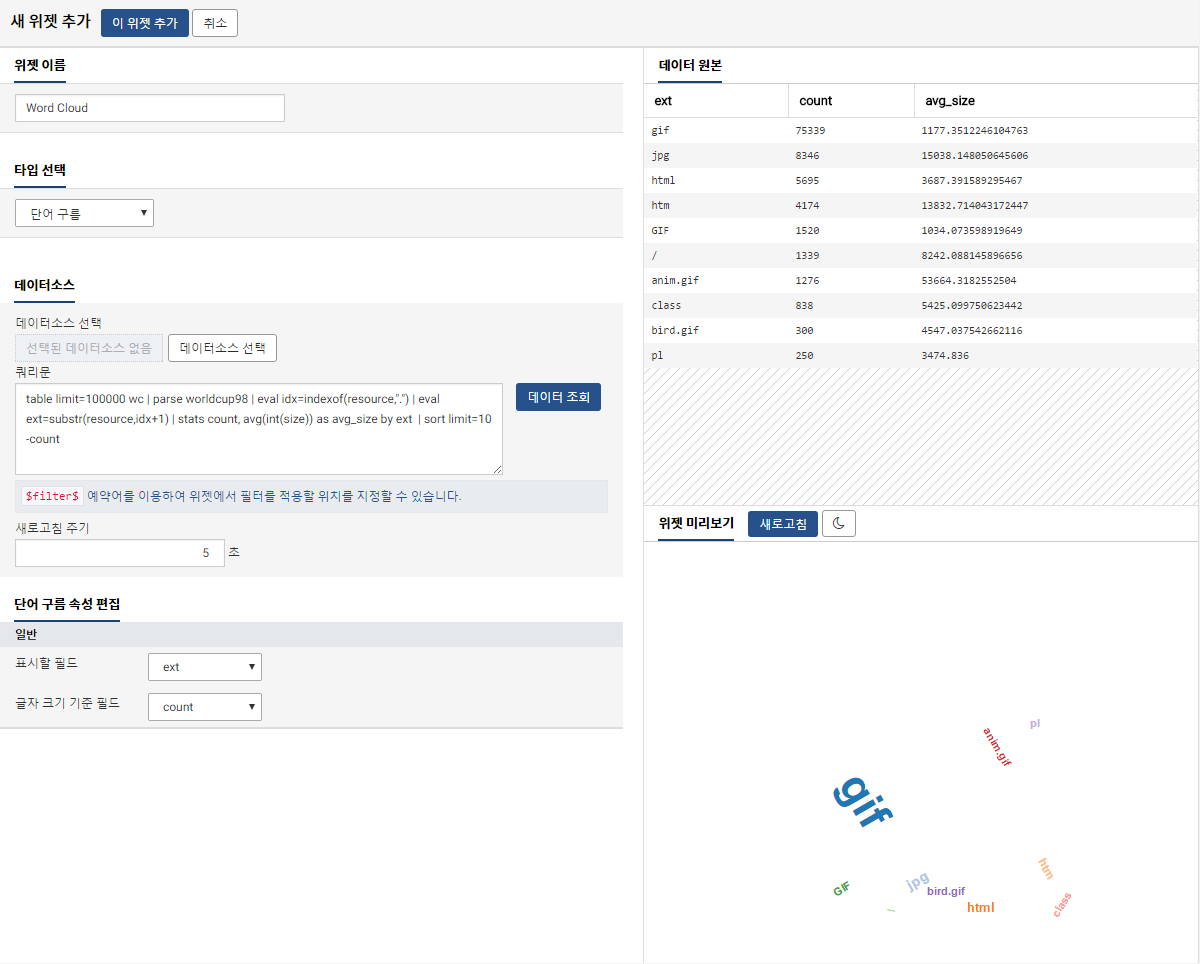 새 위젯 추가 이 위젯 추가 취소
위젯 이름
Word Cloud
타입 선택
단어 구름
데이터소스
데이터소스 선택
선택된 데이터소스 없음 데이터소스 선택
쿼리문
table limit=100000 wc | parse worldcup98 | eval idx=indexof(resource,".") | eval
ext=substr(resource,idx+1) | stats count, avg(int(size)) as avg_size by ext | sort limit=10
-count
데이터 조회
$filter$ 예약어를 이용하여 위젯에서 필터를 적용할 위치를 지정할 수 있습니다.
새로고침 주기
5 초
단어 구름 속성 편집
일반
표시할 필드 ext
글자 크기 기준 필드 count
데이터 원본
ext count avg_size
gif 75339 1177.3512246104763
jpg 8346 15038.148050645606
html 5695 3687.391589295467
htm 4174 13832.714043172447
GIF 1520 1034.073598919649
/ 1339 8242.088145896656
anim.gif 1276 53664.3182552504
class 838 5425.099750623442
bird.gif 300 4547.037542662116
pl 250 3474.836
위젯 미리보기 새로고침
pl
anim.gif
gif
htm
GIF
jpg
bird.gif
class
html
/